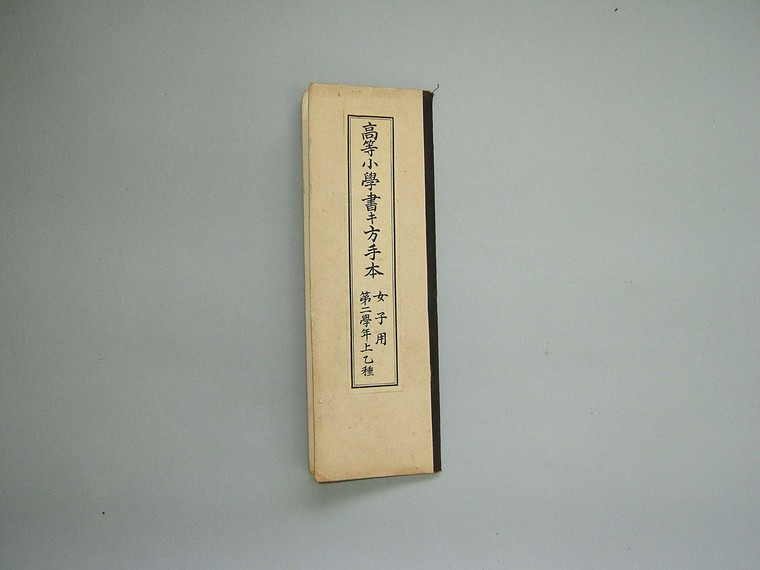 高等小學書キ方手本
女子用
第二學年上乙種